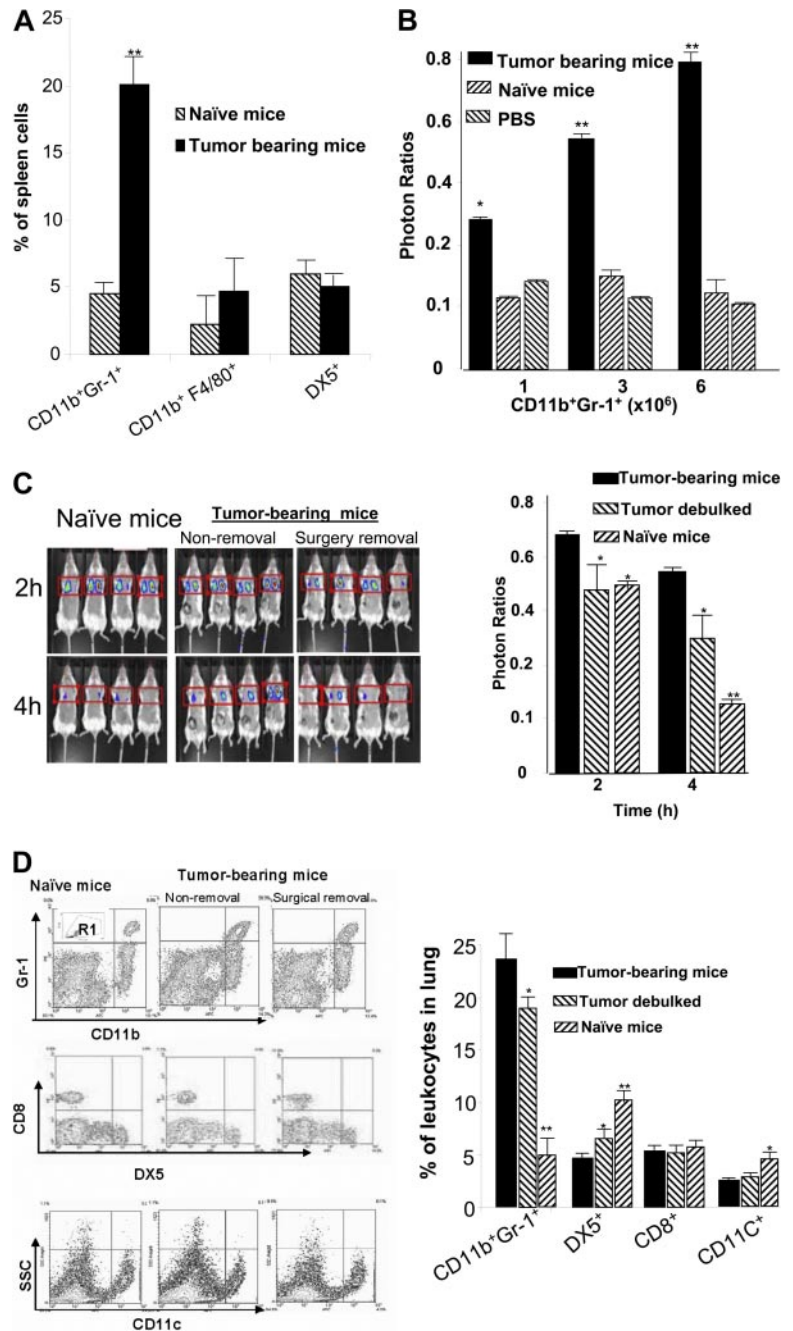 A
25
20
15
10
5
0
% of spleen cells
**
Naïve mice
Tumor bearing mice
CD11b⁺Gr-1⁺
CD11b⁺ F4/80⁺
DX5⁺
B
0.8
0.6
0.4
0.2
0.1
0
Photon Ratios
Tumor bearing mice
Naïve mice
PBS
*
**
**
1
3
6
CD11b⁺Gr-1⁺ (x10⁶)
C
Naïve mice
Tumor-bearing mice
Non-removal
Surgery removal
2h
4h
Tumor-bearing mice
Tumor debulked
Naïve mice
0.8
0.6
0.4
0.2
0.1
0
Photon Ratios
*
*
*
**
2
4
Time (h)
D
Naïve mice
Tumor-bearing mice
Non-removal
Surgical removal
R1
Gr-1
CD11b
CD8
DX5
SSC
CD11c
25
20
15
10
5
0
% of leukocytes in lung
Tumor-bearing mice
Tumor debulked
Naïve mice
*
**
*
**
*
CD11b⁺Gr-1⁺
DX5⁺
CD8⁺
CD11C⁺